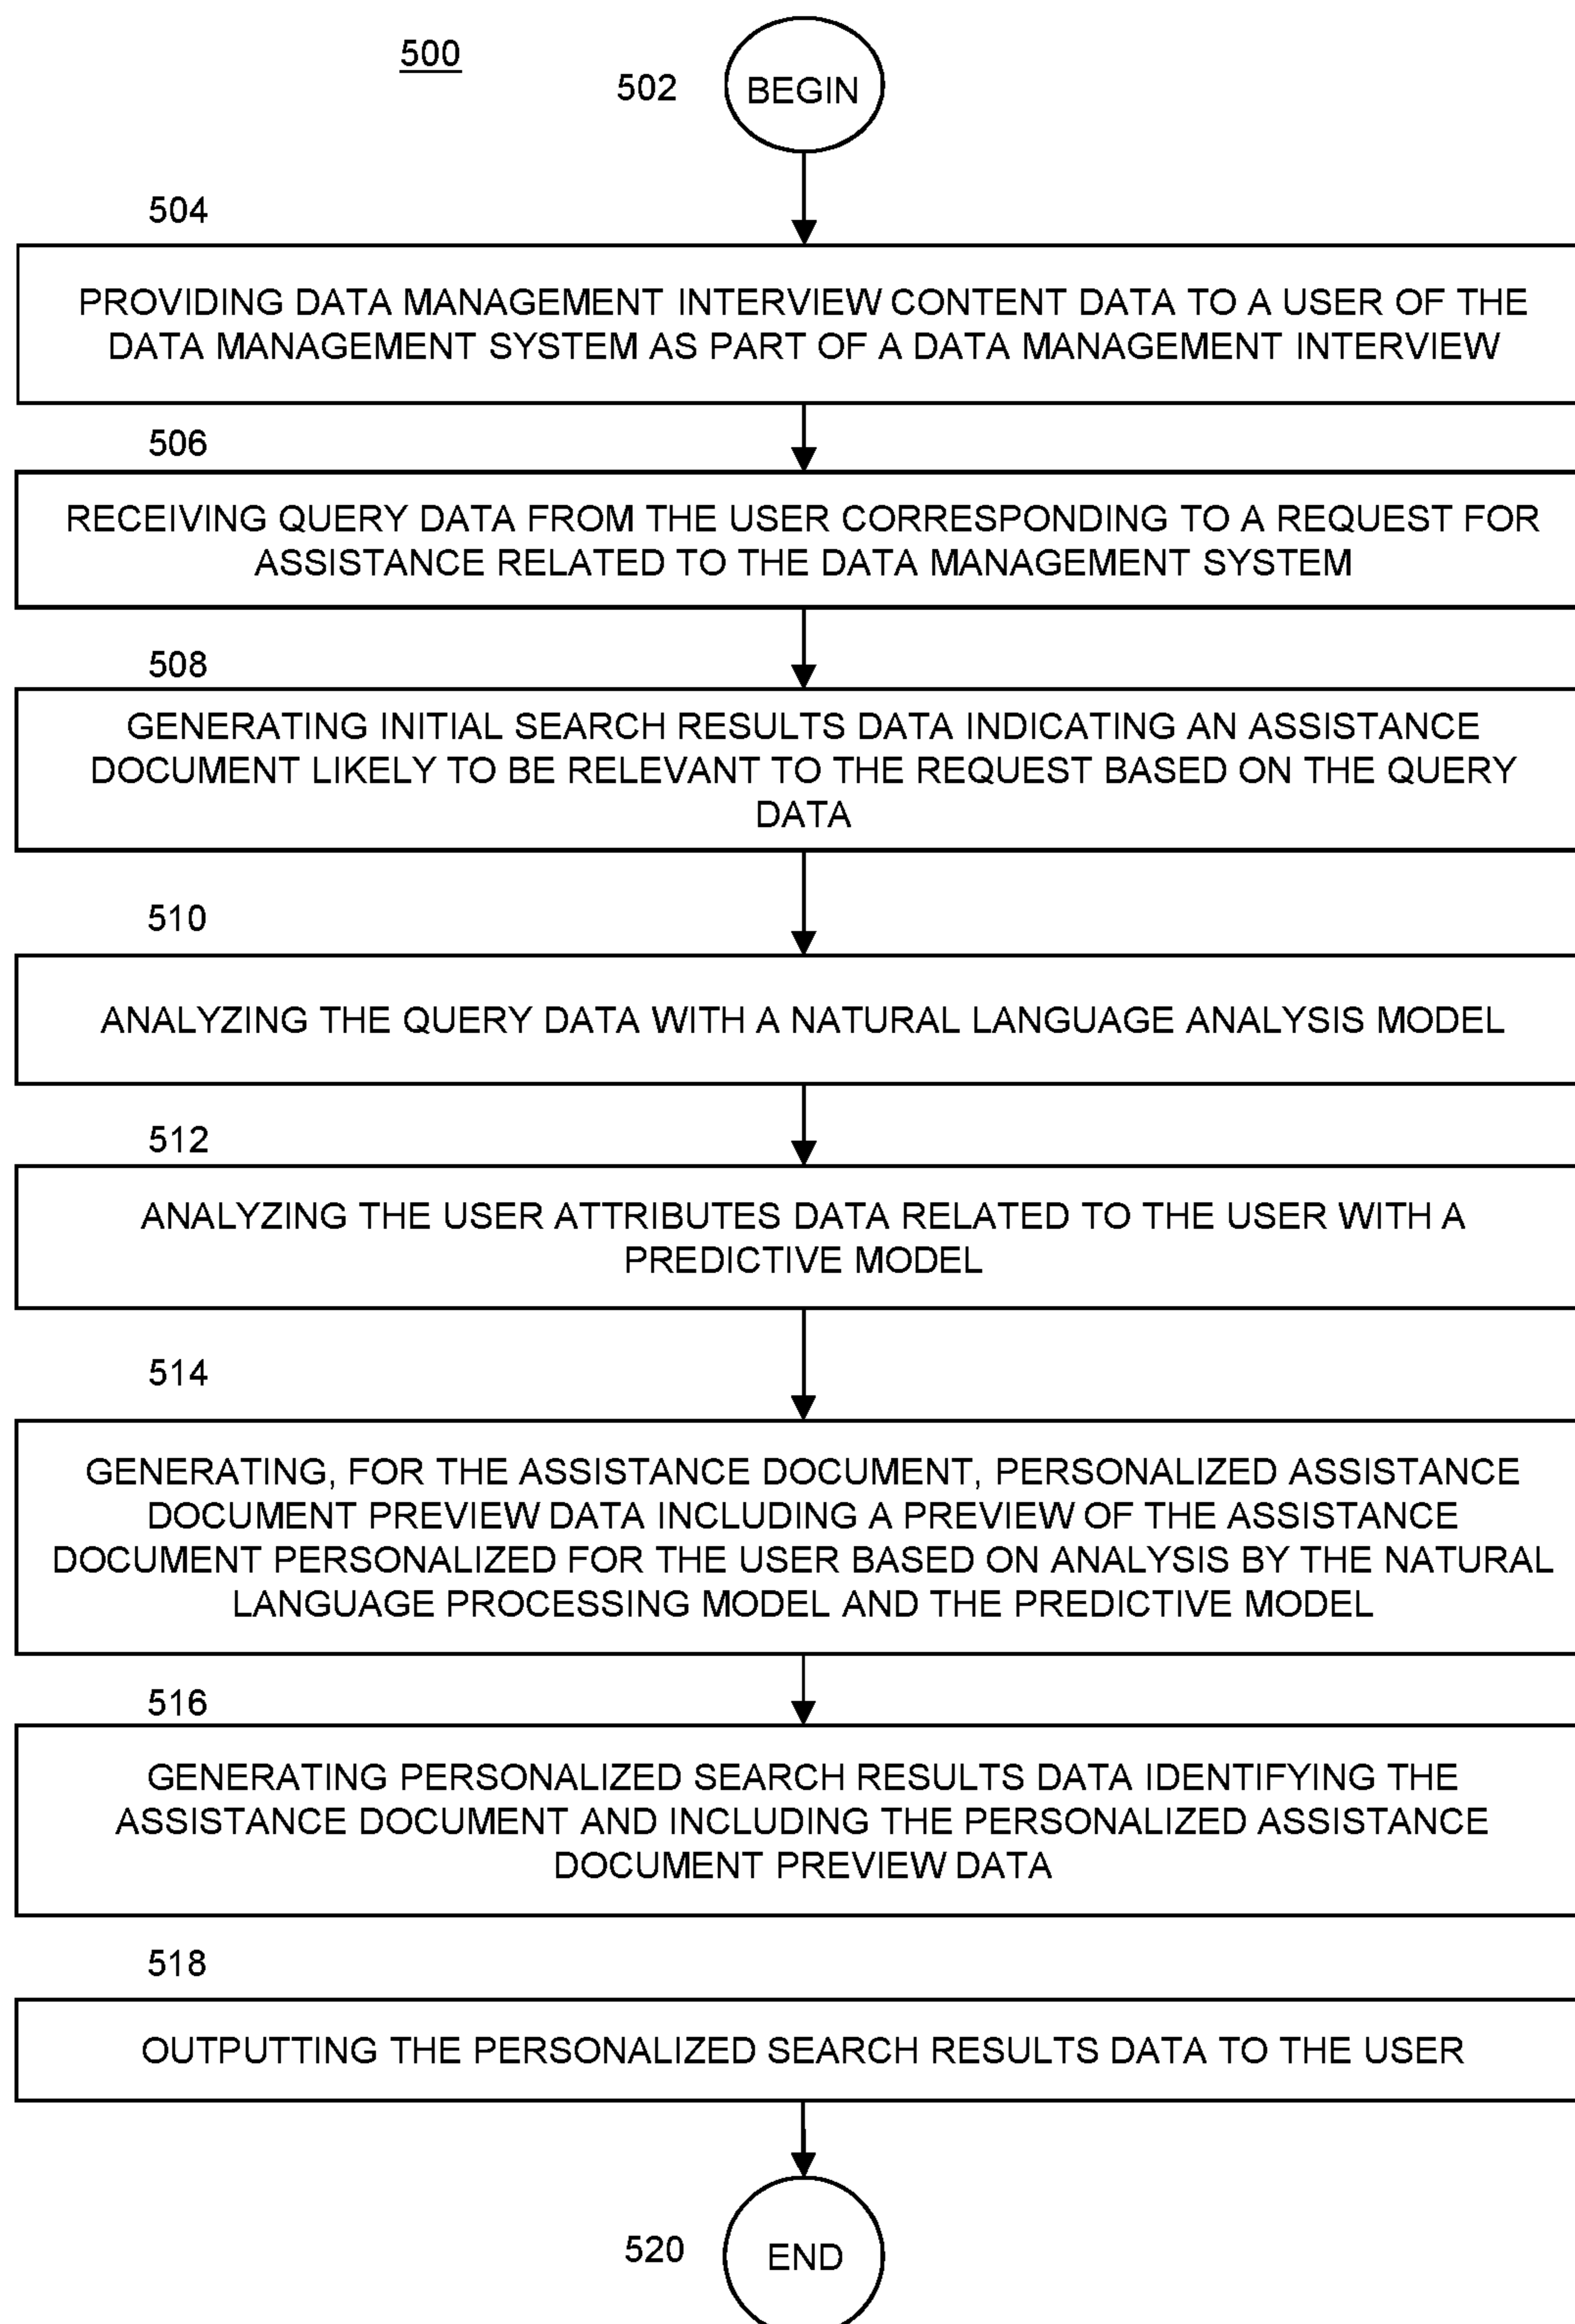 500
502
BEGIN
504
PROVIDING DATA MANAGEMENT INTERVIEW CONTENT DATA TO A USER OF THE
DATA MANAGEMENT SYSTEM AS PART OF A DATA MANAGEMENT INTERVIEW
506
RECEIVING QUERY DATA FROM THE USER CORRESPONDING TO A REQUEST FOR
ASSISTANCE RELATED TO THE DATA MANAGEMENT SYSTEM
508
GENERATING INITIAL SEARCH RESULTS DATA INDICATING AN ASSISTANCE
DOCUMENT LIKELY TO BE RELEVANT TO THE REQUEST BASED ON THE QUERY
DATA
510
ANALYZING THE QUERY DATA WITH A NATURAL LANGUAGE ANALYSIS MODEL
512
ANALYZING THE USER ATTRIBUTES DATA RELATED TO THE USER WITH A
PREDICTIVE MODEL
514
GENERATING, FOR THE ASSISTANCE DOCUMENT, PERSONALIZED ASSISTANCE
DOCUMENT PREVIEW DATA INCLUDING A PREVIEW OF THE ASSISTANCE
DOCUMENT PERSONALIZED FOR THE USER BASED ON ANALYSIS BY THE NATURAL
LANGUAGE PROCESSING MODEL AND THE PREDICTIVE MODEL
516
GENERATING PERSONALIZED SEARCH RESULTS DATA IDENTIFYING THE
ASSISTANCE DOCUMENT AND INCLUDING THE PERSONALIZED ASSISTANCE
DOCUMENT PREVIEW DATA
518
OUTPUTTING THE PERSONALIZED SEARCH RESULTS DATA TO THE USER
520
END